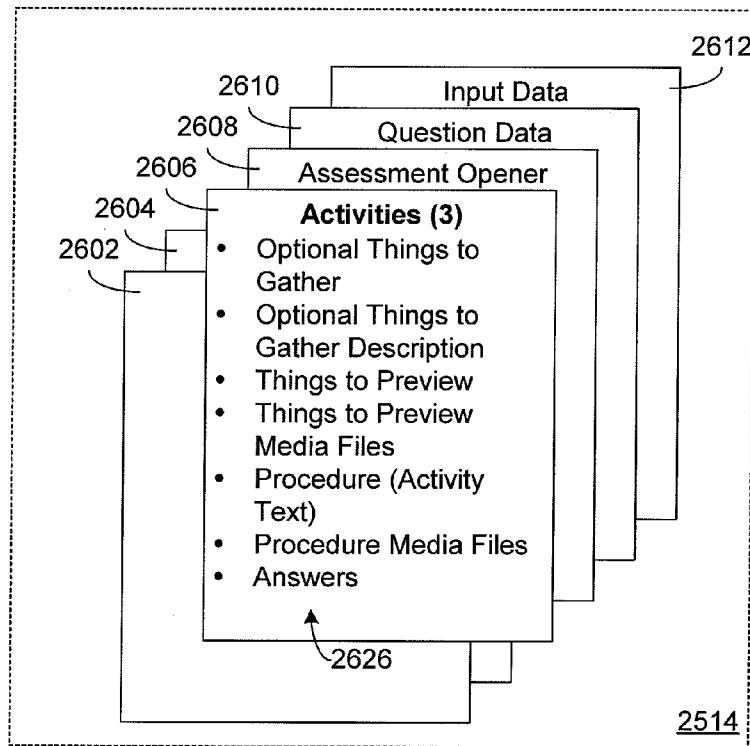 2612
Input Data
2610
Question Data
2608
Assessment Opener
2606
Activities (3)
2604
2602
• Optional Things to
Gather
• Optional Things to
Gather Description
• Things to Preview
• Things to Preview
Media Files
• Procedure (Activity
Text)
• Procedure Media Files
• Answers
2626
2514